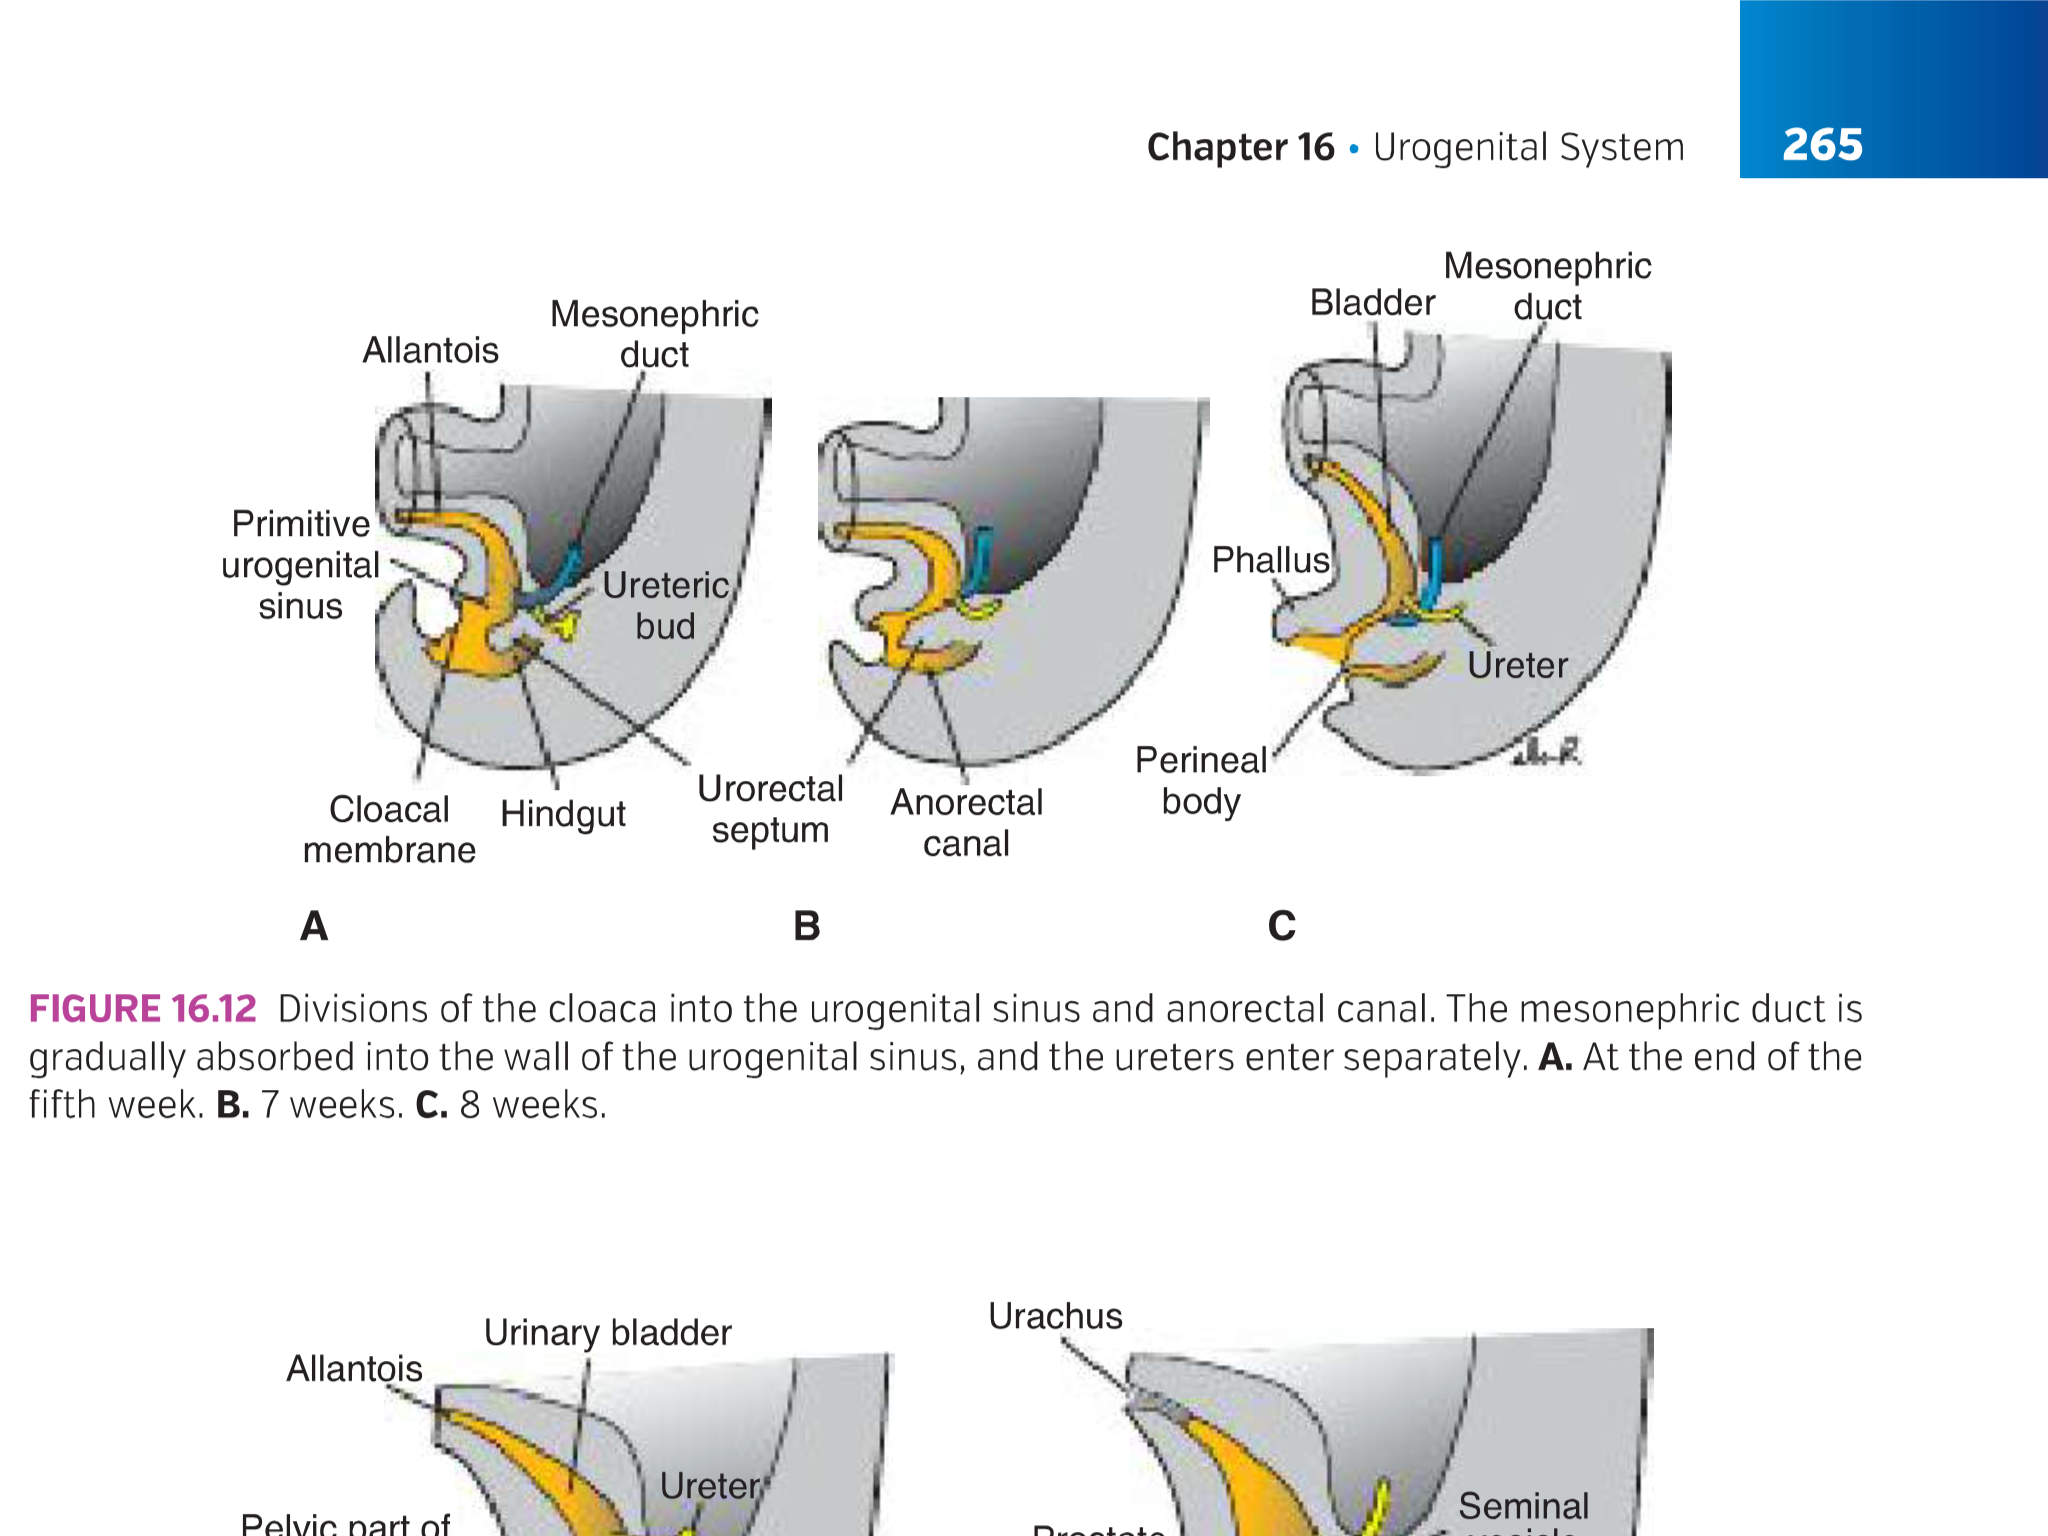 Chapter 16 • Urogenital System
265
Mesonephric
duct
Bladder
Mesonephric
duct
Allantois
Primitive
urogenital
sinus
Ureteric
bud
Phallus
Ureter
Cloacal
membrane
Hindgut
Urorectal
septum
Anorectal
canal
Perineal
body
A
B
C
FIGURE 16.12 Divisions of the cloaca into the urogenital sinus and anorectal canal. The mesonephric duct is
gradually absorbed into the wall of the urogenital sinus, and the ureters enter separately. A. At the end of the
fifth week. B. 7 weeks. C. 8 weeks.
Urinary bladder
Allantois
Ureter
Pelvic part of
Urachus
Seminal
vesicle
Prostate